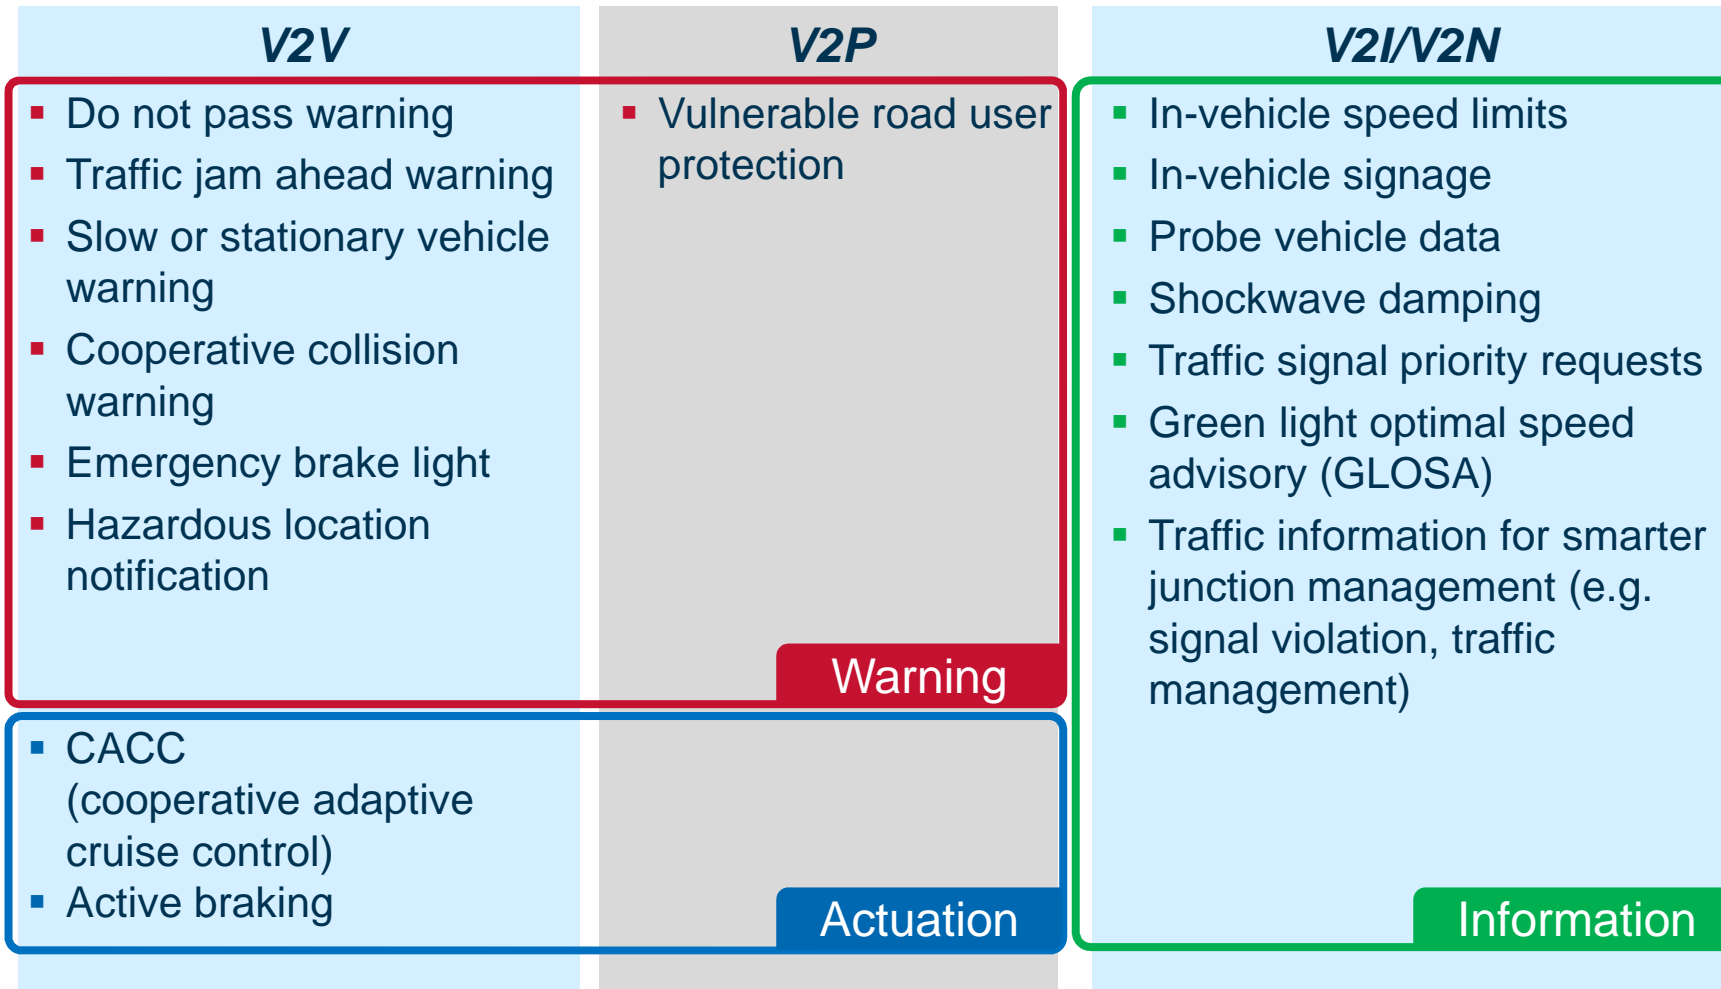 V2V
Do not pass warning
Traffic jam ahead warning
Slow or stationary vehicle
warning
Cooperative collision
warning
Emergency brake light
Hazardous location
notification
CACC
(cooperative adaptive
cruise control)
Active braking
V2P
Vulnerable road user
protection
Warning
Actuation
V2I/V2N
In-vehicle speed limits
In-vehicle signage
Probe vehicle data
Shockwave damping
Traffic signal priority requests
Green light optimal speed
advisory (GLOSA)
Traffic information for smarter
junction management (e.g.
signal violation, traffic
management)
Information